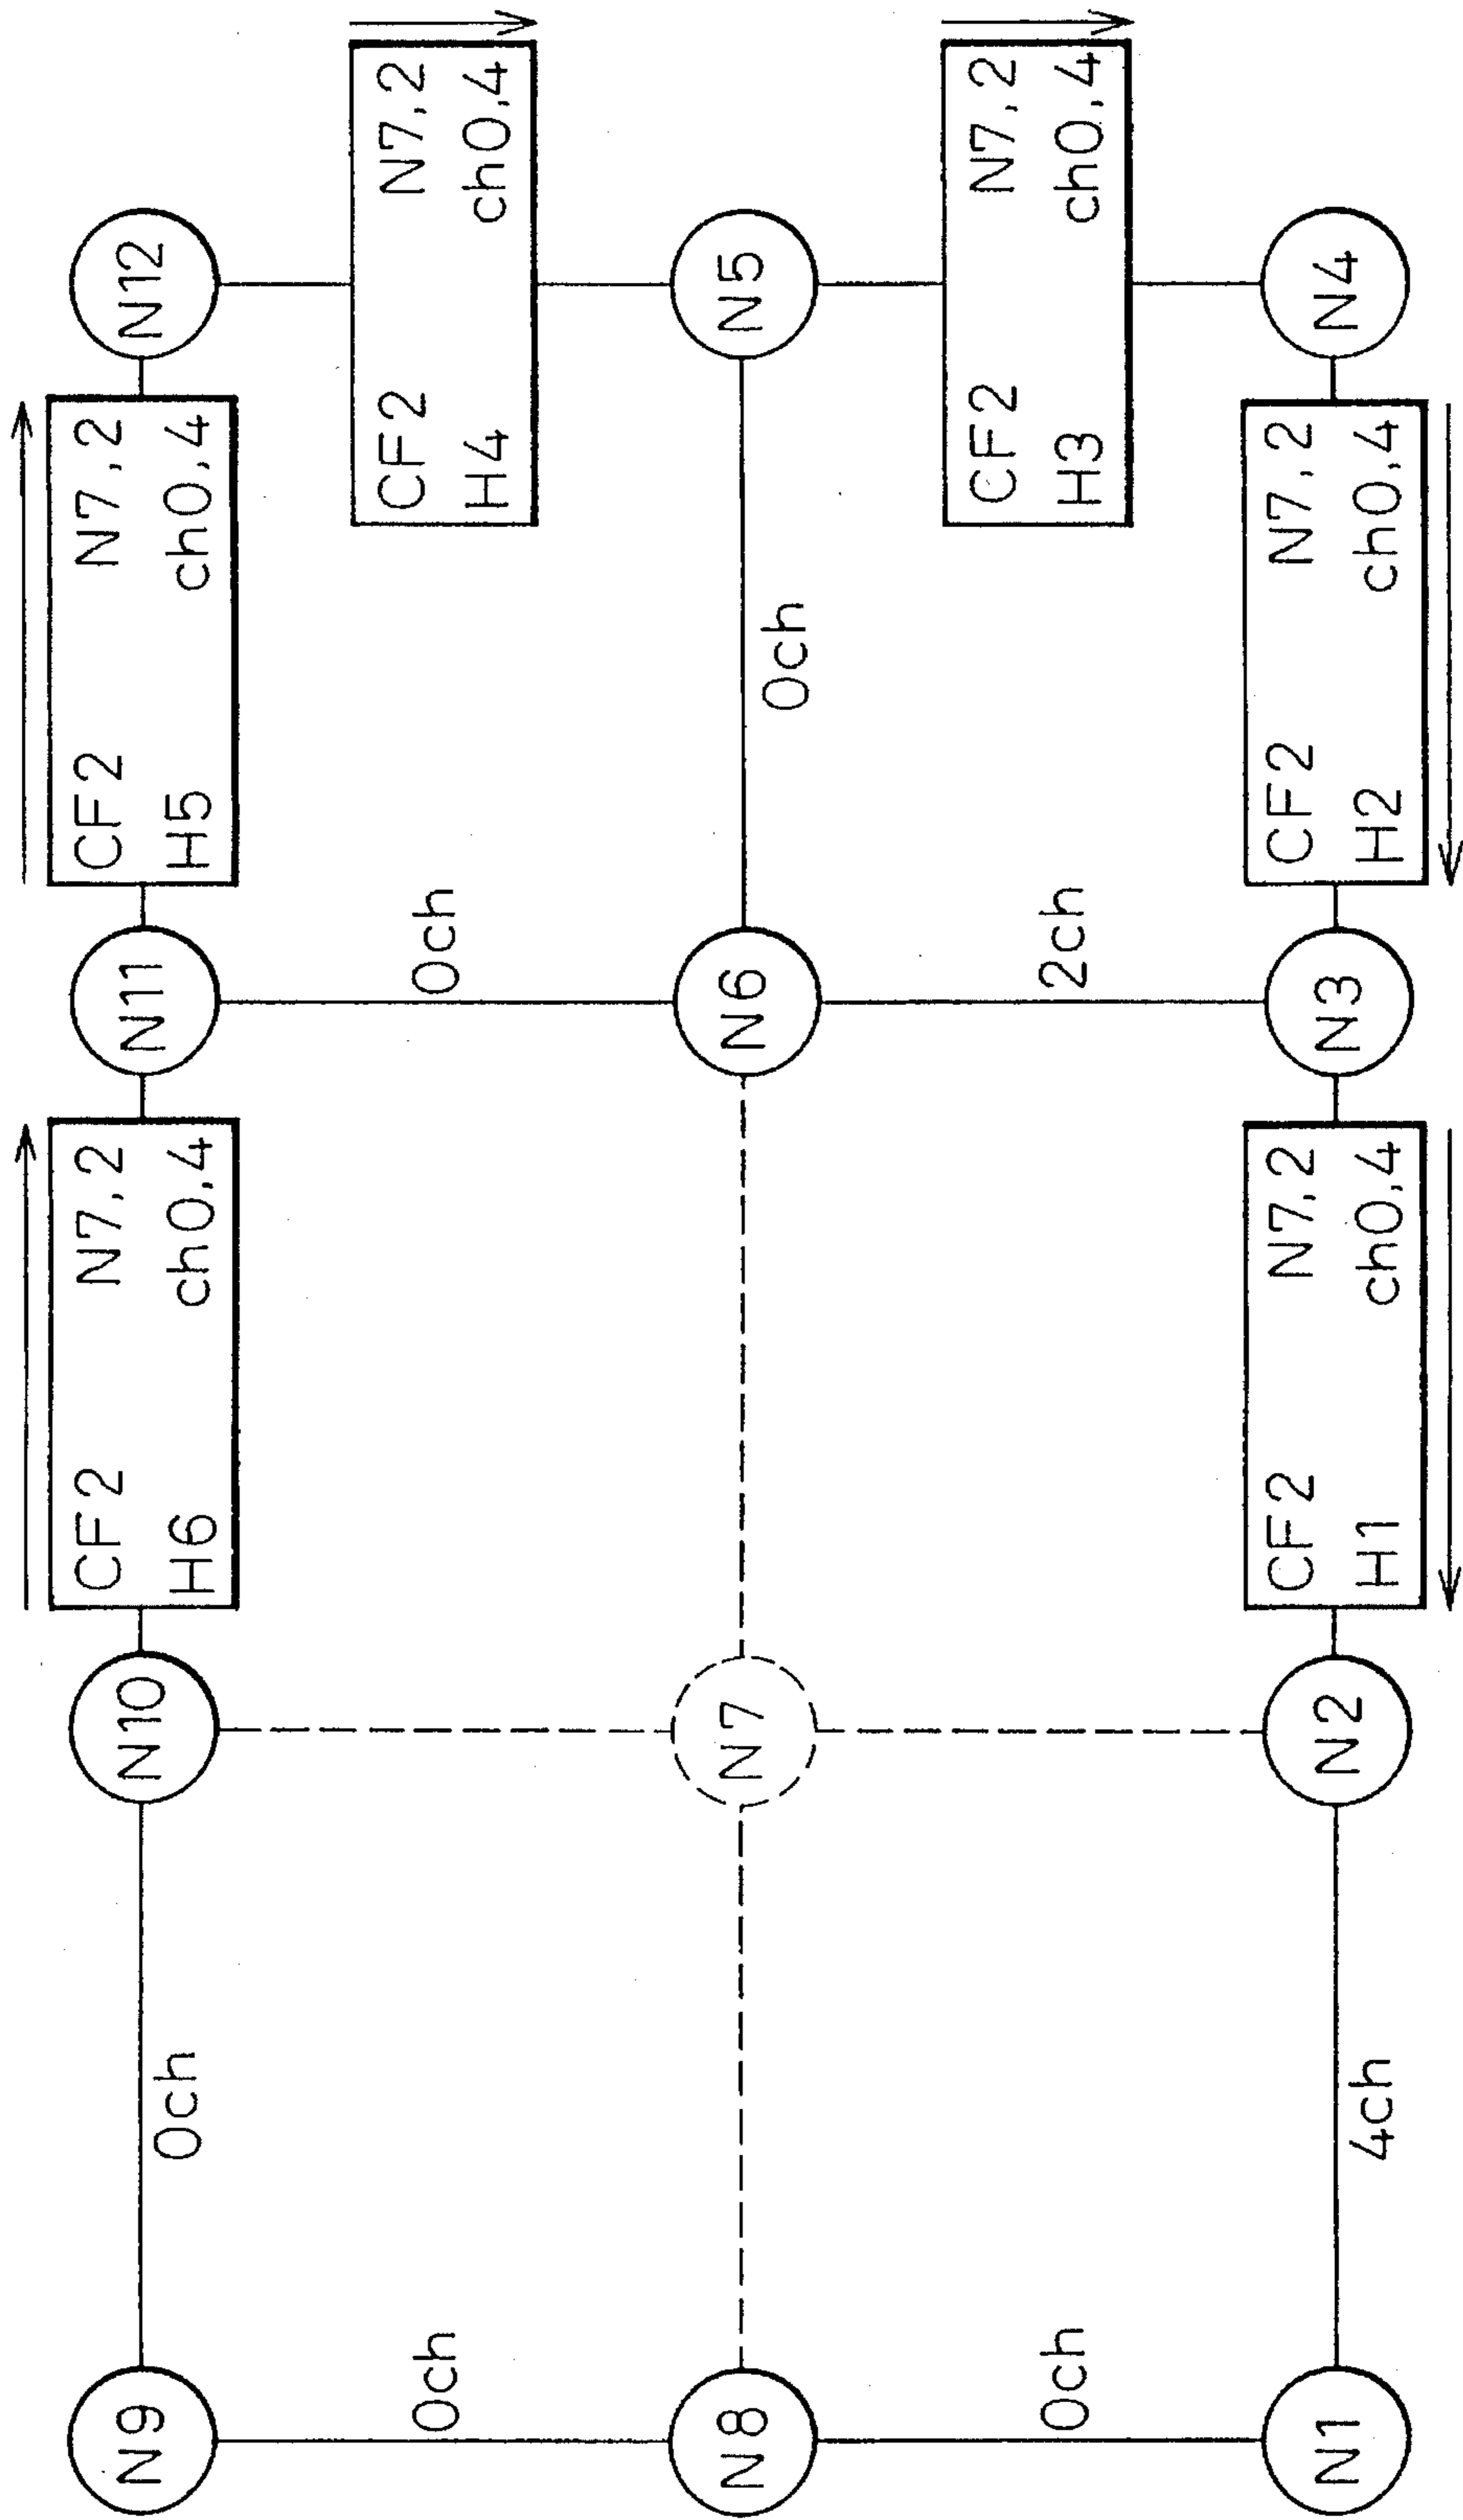 N9
N10
CF2 N7,2
H6 ch0,4
N11
CF2 N7,2
H5 ch0,4
N12
0ch
0ch
0ch
CF2 N7,2
H4 ch0,4
N8
N7
N6
N5
0ch
0ch
2ch
CF2 N7,2
H3 ch0,4
N1
N2
CF2 N7,2
H1 ch0,4
N3
CF2 N7,2
H2 ch0,4
N4
4ch